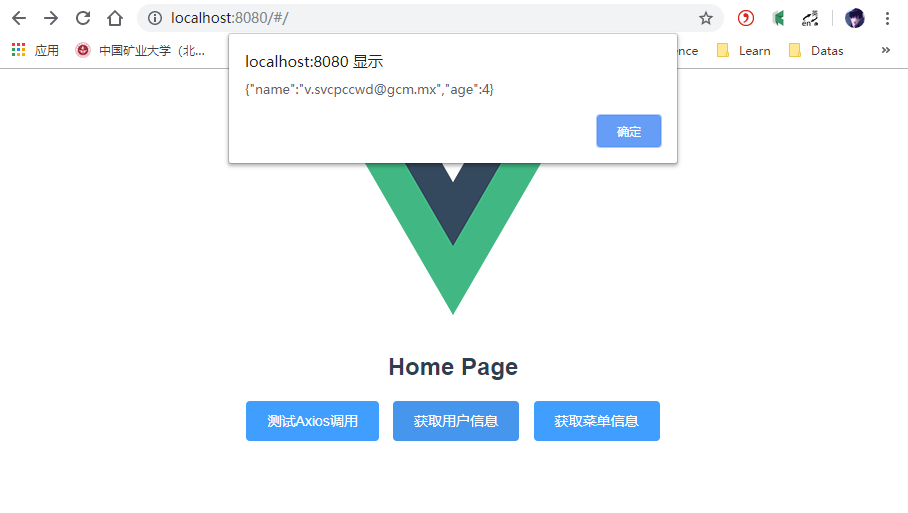 localhost:8080/#/
en 英
应用 中国矿业大学（北... ence Learn Datas »
localhost:8080 显示
{"name":"v.svcpccwd@gcm.mx","age":4}
确定
Home Page
测试Axios调用 获取用户信息 获取菜单信息